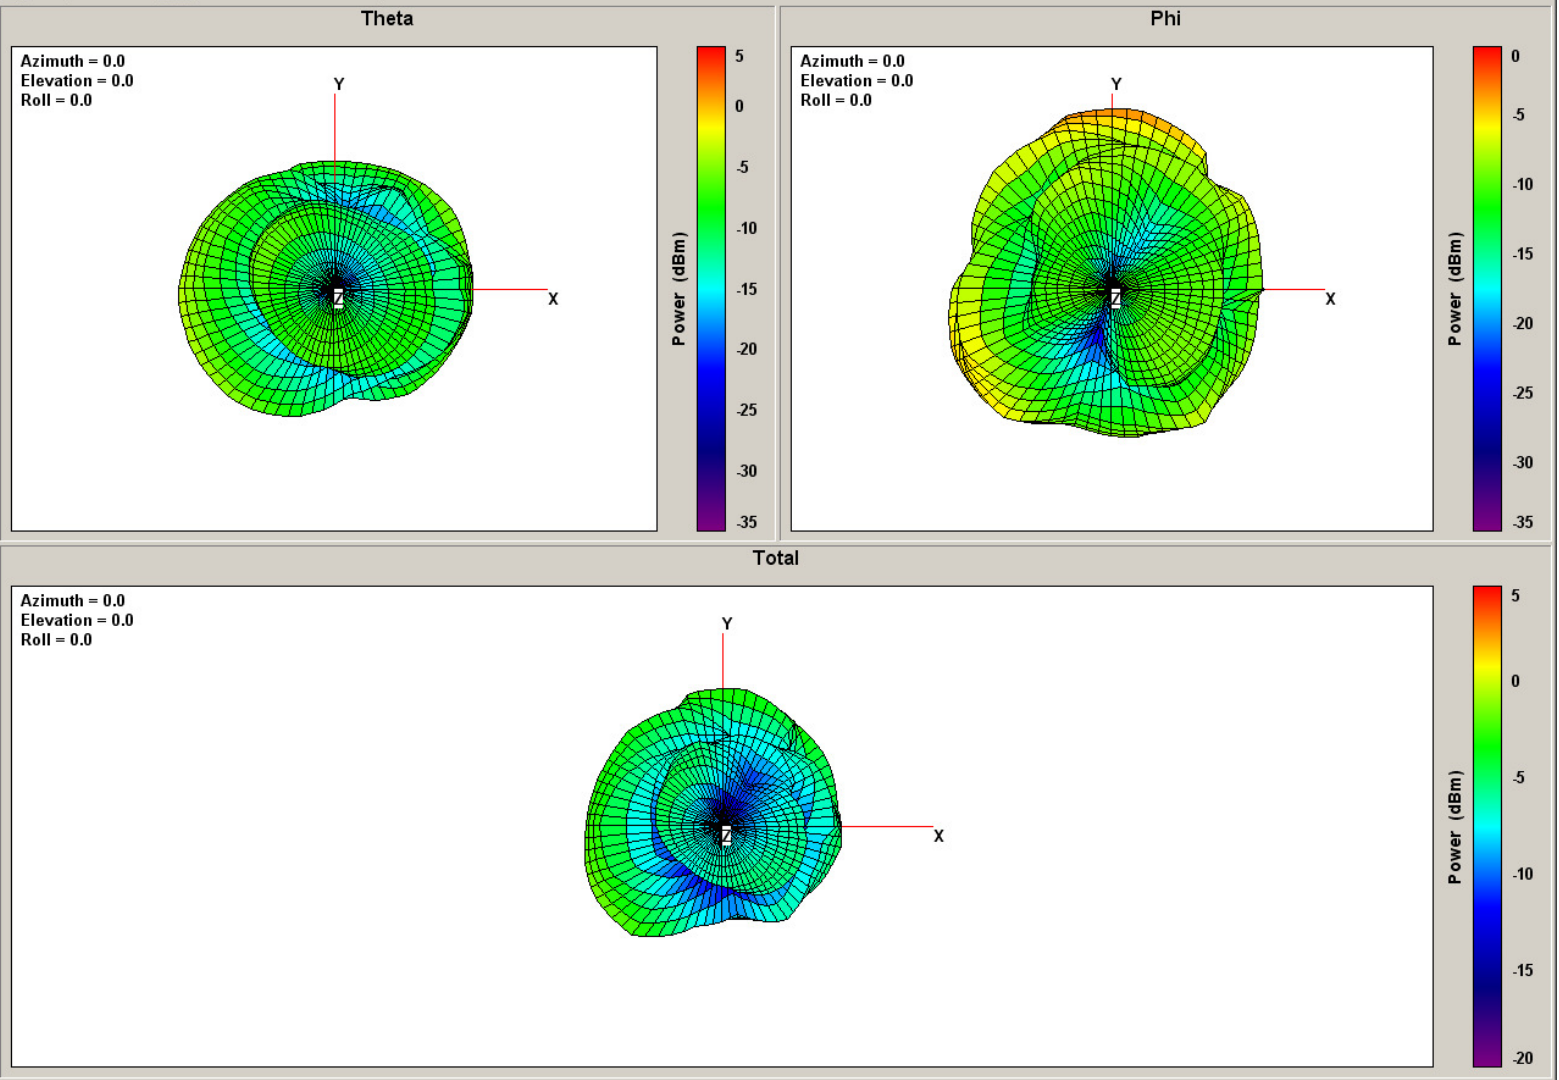 Theta
Azimuth = 0.0
Elevation = 0.0
Roll = 0.0
Y
X
Z
5
0
-5
-10
-15
-20
-25
-30
-35
Power (dBm)
Phi
Azimuth = 0.0
Elevation = 0.0
Roll = 0.0
Y
X
Z
0
-5
-10
-15
-20
-25
-30
-35
Power (dBm)
Total
Azimuth = 0.0
Elevation = 0.0
Roll = 0.0
Y
X
Z
5
0
-5
-10
-15
-20
Power (dBm)